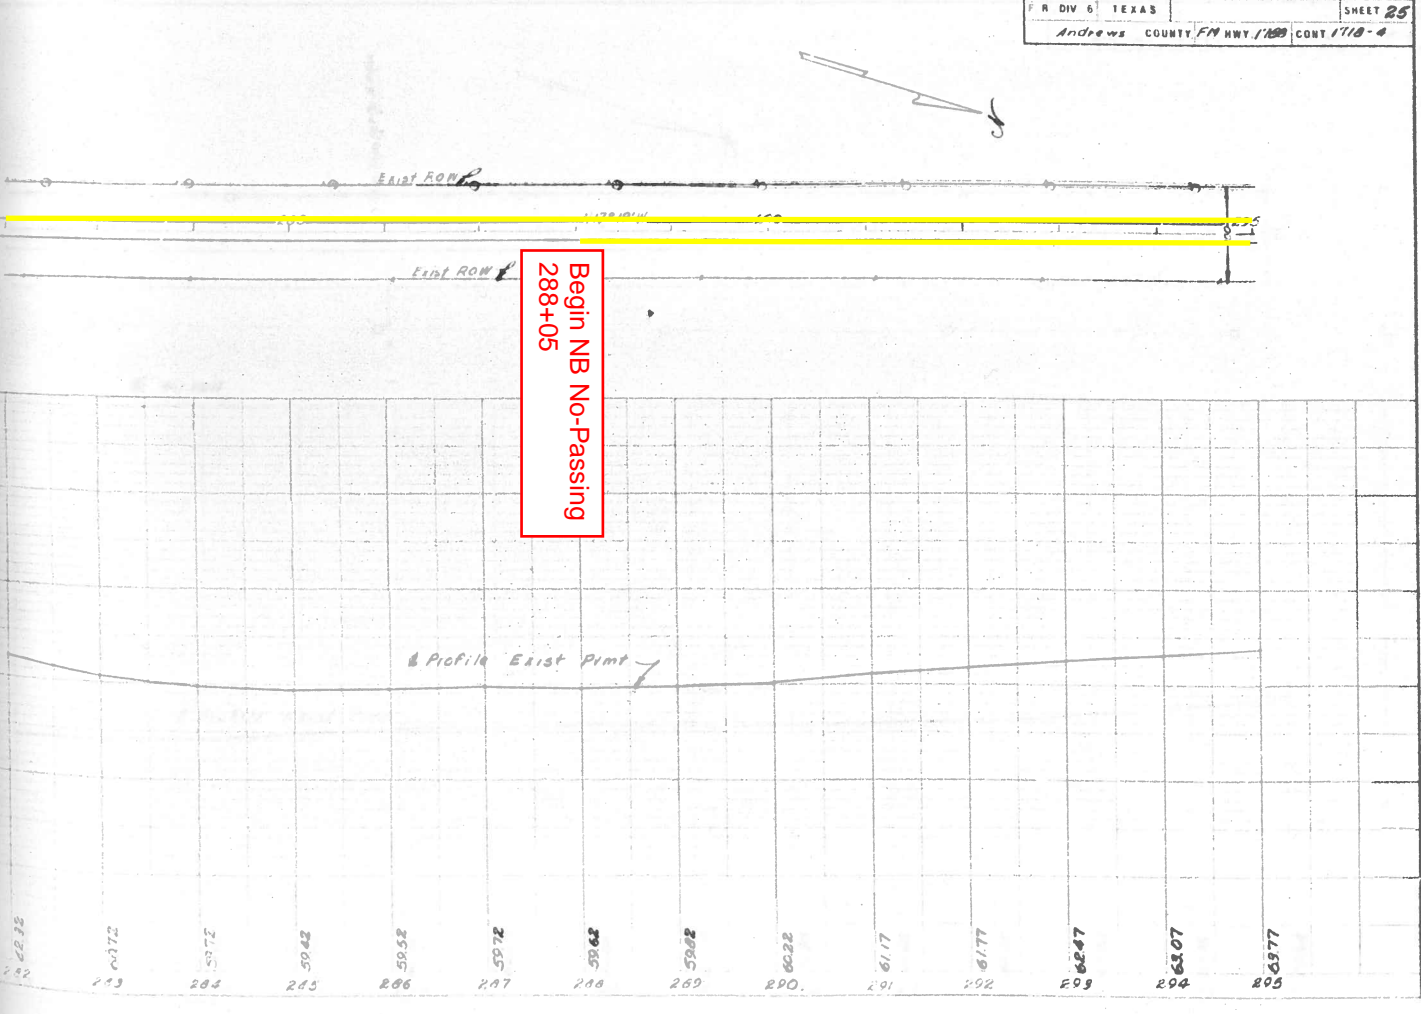 F R DIV 6 TEXAS SHEET 25
Andrews COUNTY FM HWY. CONT 1718-4
N
Exist ROW
295
Exist ROW
Begin NB No-Passing
288+05
Profile Exist Pvmt
59.42 59.52 59.72 59.62 59.82 60.22 61.17 61.77 62.47 63.07 63.77
282 283 284 285 286 287 288 289 290. 291 292 293 294 295